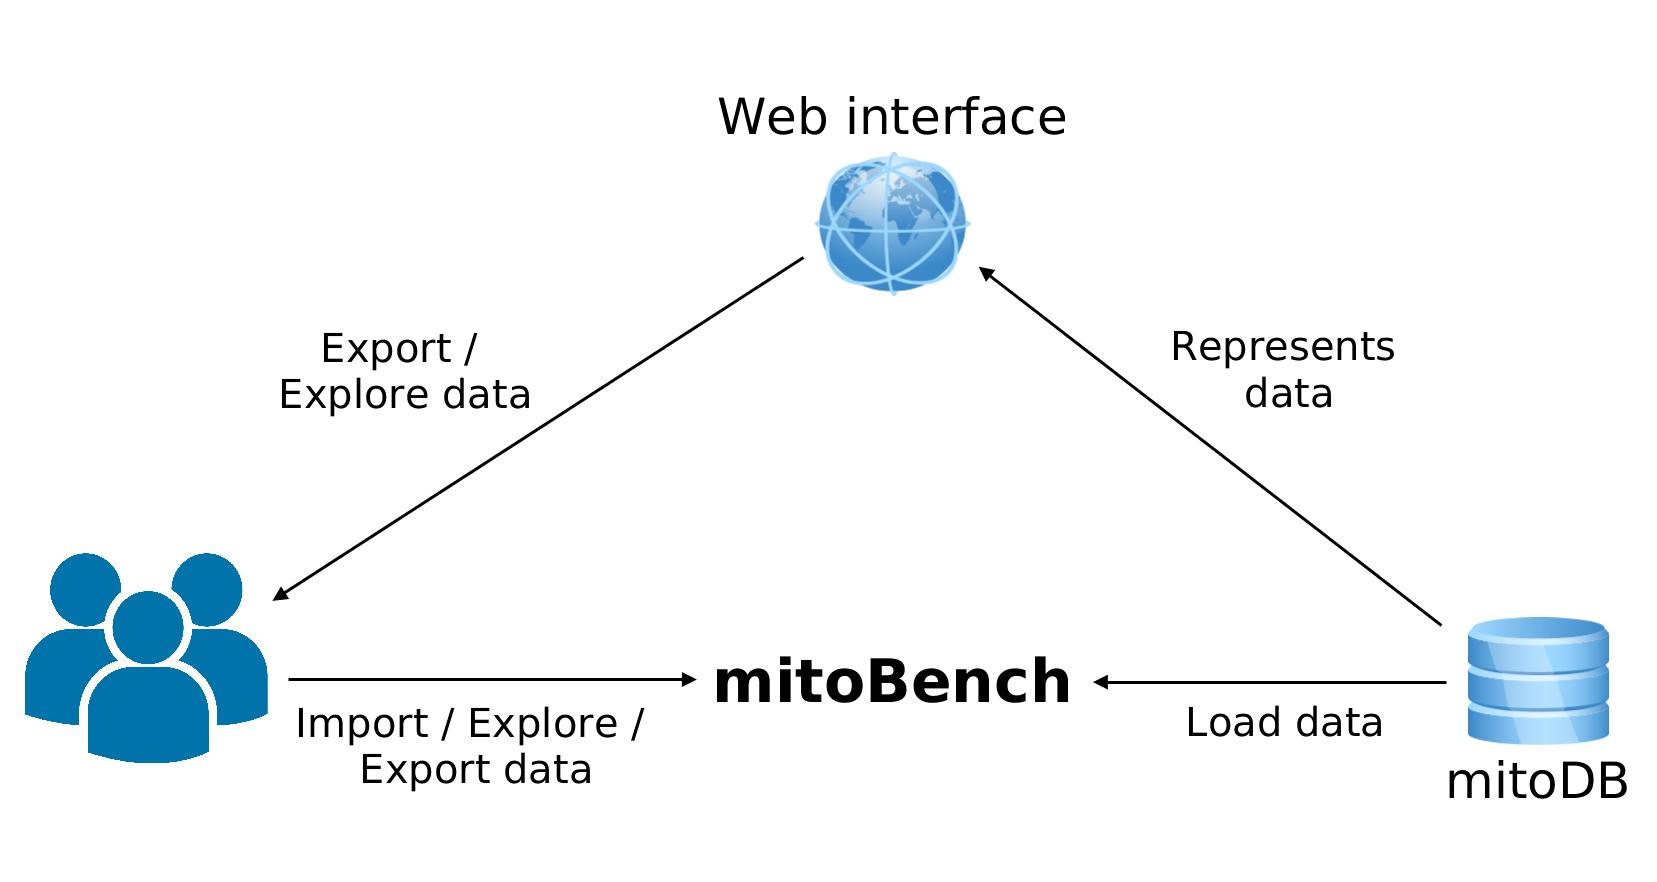 Web interface
Export /
Explore data
Represents
data
mitoBench
Import / Explore /
Export data
Load data
mitoDB